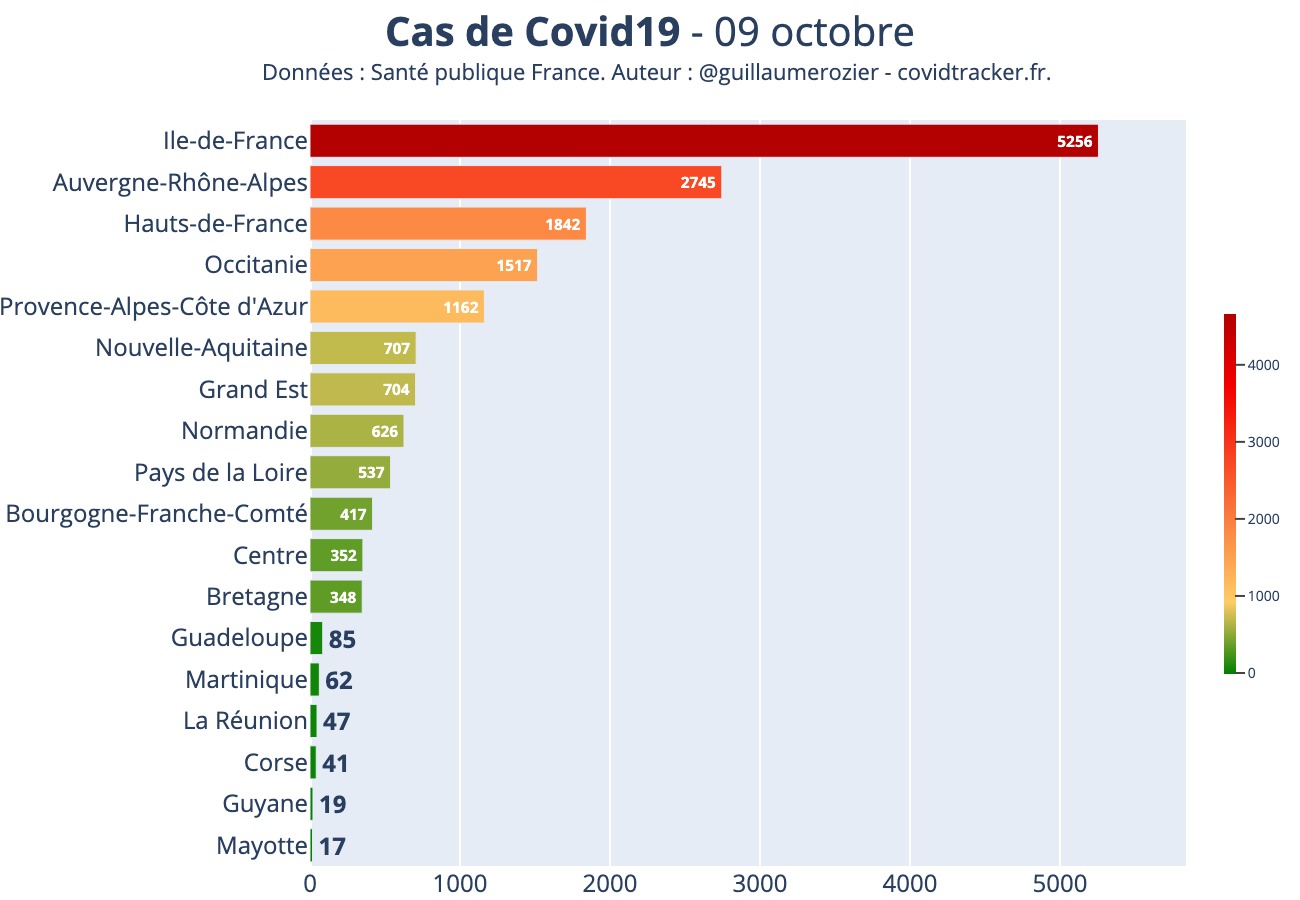 Cas de Covid19 - 09 octobre
Données : Santé publique France. Auteur : @guillaumerozier - covidtracker.fr.
Ile-de-France 5256
Auvergne-Rhône-Alpes 2745
Hauts-de-France 1842
Occitanie 1517
Provence-Alpes-Côte d'Azur 1162
Nouvelle-Aquitaine 707
Grand Est 704
Normandie 626
Pays de la Loire 537
Bourgogne-Franche-Comté 417
Centre 352
Bretagne 348
Guadeloupe 85
Martinique 62
La Réunion 47
Corse 41
Guyane 19
Mayotte 17
0 1000 2000 3000 4000 5000
4000
3000
2000
1000
0